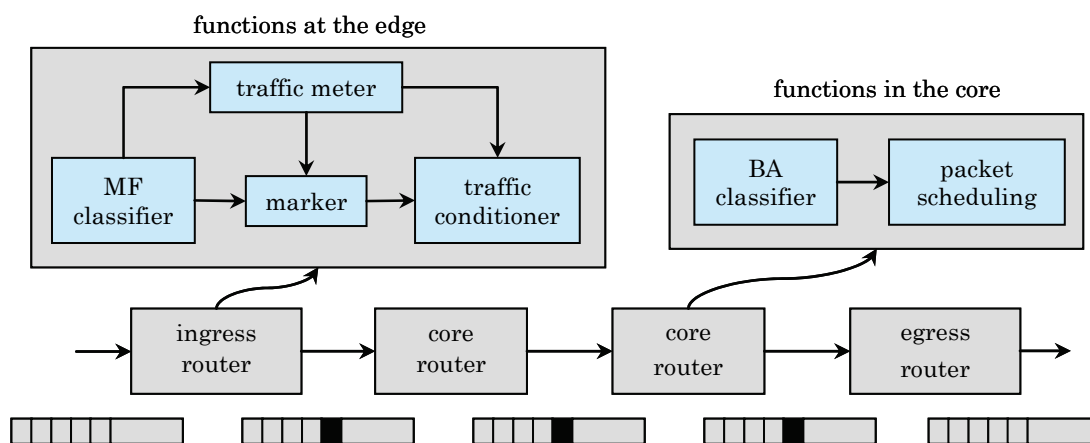 functions at the edge
traffic meter
MF
classifier
marker
traffic
conditioner
functions in the core
BA
classifier
packet
scheduling
ingress
router
core
router
core
router
egress
router